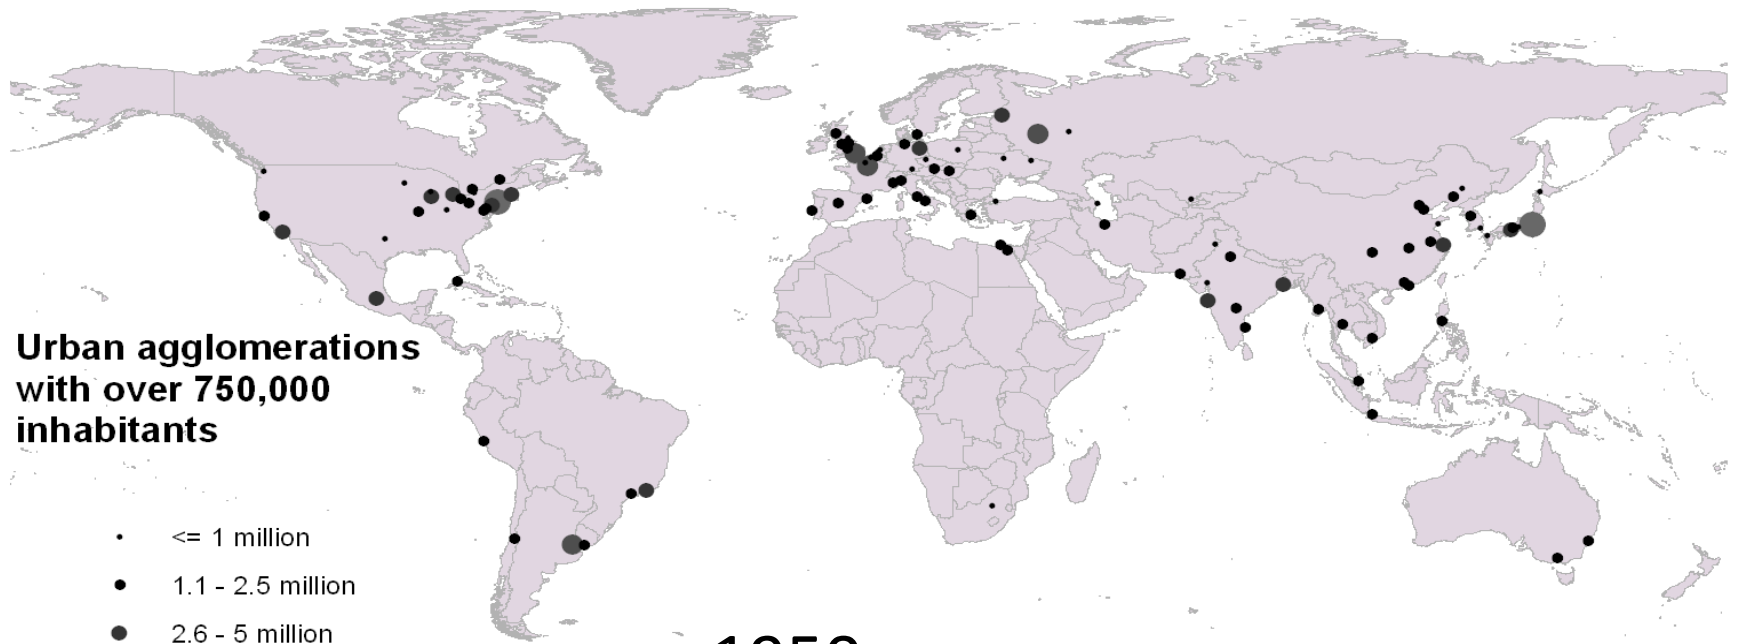 Urban agglomerations
with over 750,000
inhabitants
<= 1 million
1.1 - 2.5 million
2.6 - 5 million